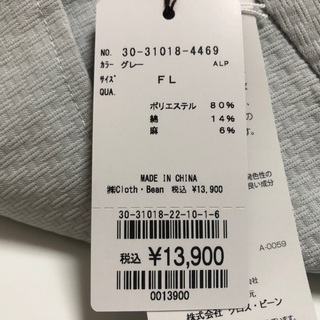 NO. 30-31018-4469
カラー グレー ALP
サイズ FL
QUA.
ポリエステル 80%
綿 14%
麻 6%
MADE IN CHINA
㈱Cloth・Bean 税込 ¥13,900
30-31018-22-10-1-6
税込 ¥13,900
0013900
A-0059
元
株式会社 クロス・ビーン